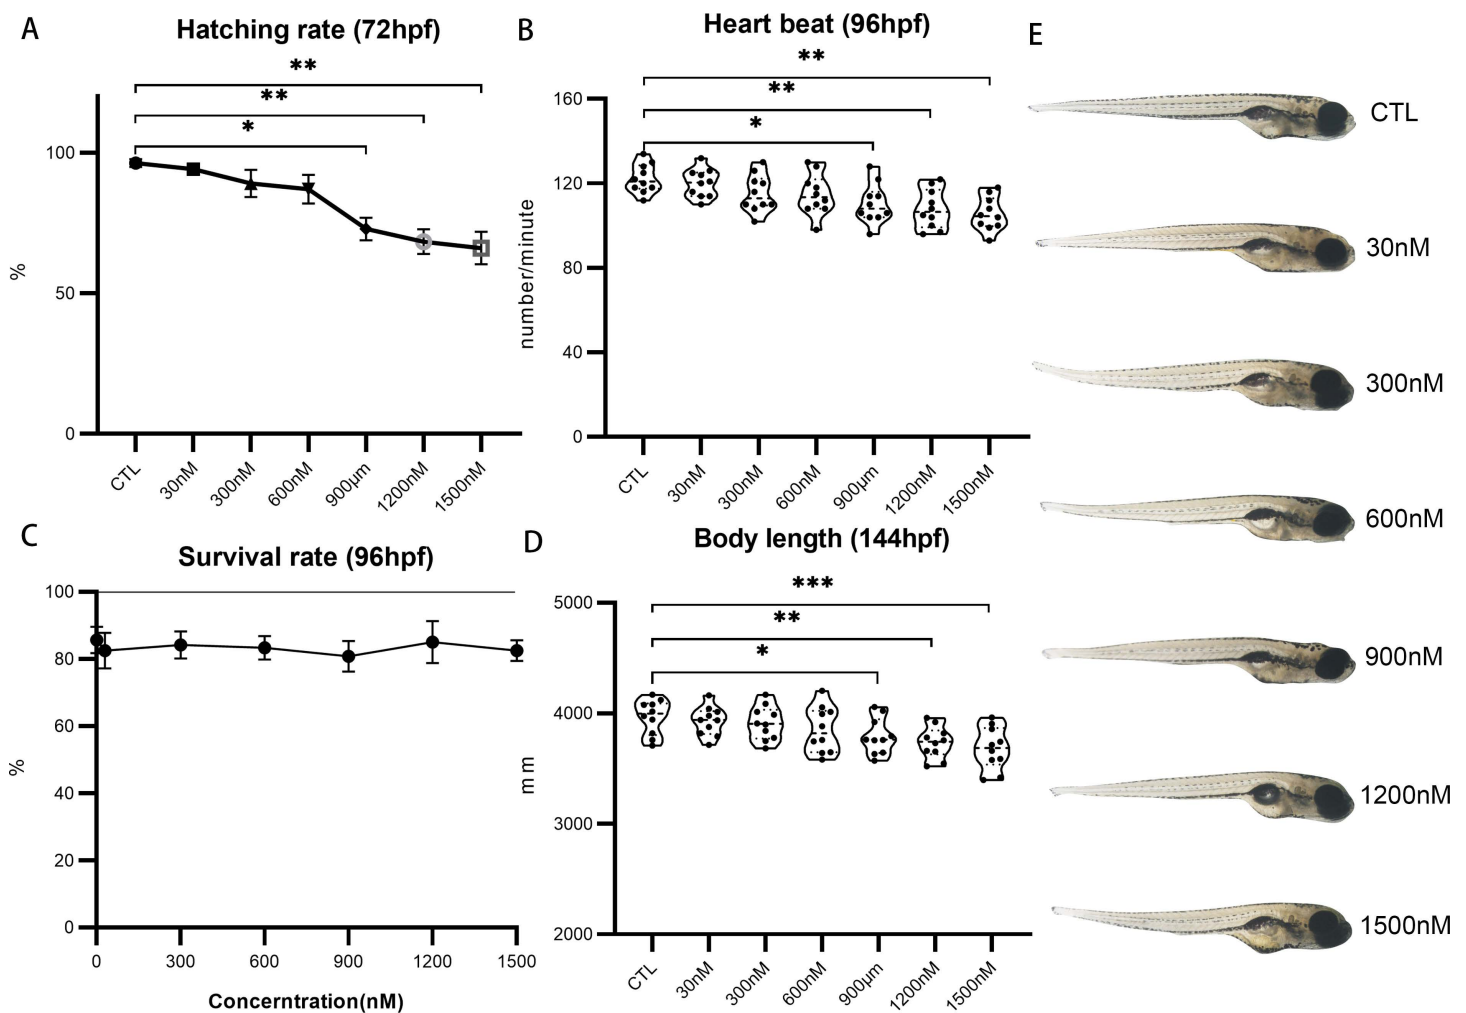 A
Hatching rate (72hpf)
**
**
*
100
50
0
%
CTL
30nM
300nM
600nM
900μm
1200nM
1500nM
B
Heart beat (96hpf)
**
**
*
160
120
80
40
0
number/minute
CTL
30nM
300nM
600nM
900μm
1200nM
1500nM
C
Survival rate (96hpf)
100
80
60
40
20
0
%
0
300
600
900
1200
1500
Concerntration(nM)
D
Body length (144hpf)
***
**
*
5000
4000
3000
2000
mm
CTL
30nM
300nM
600nM
900μm
1200nM
1500nM
E
CTL
30nM
300nM
600nM
900nM
1200nM
1500nM